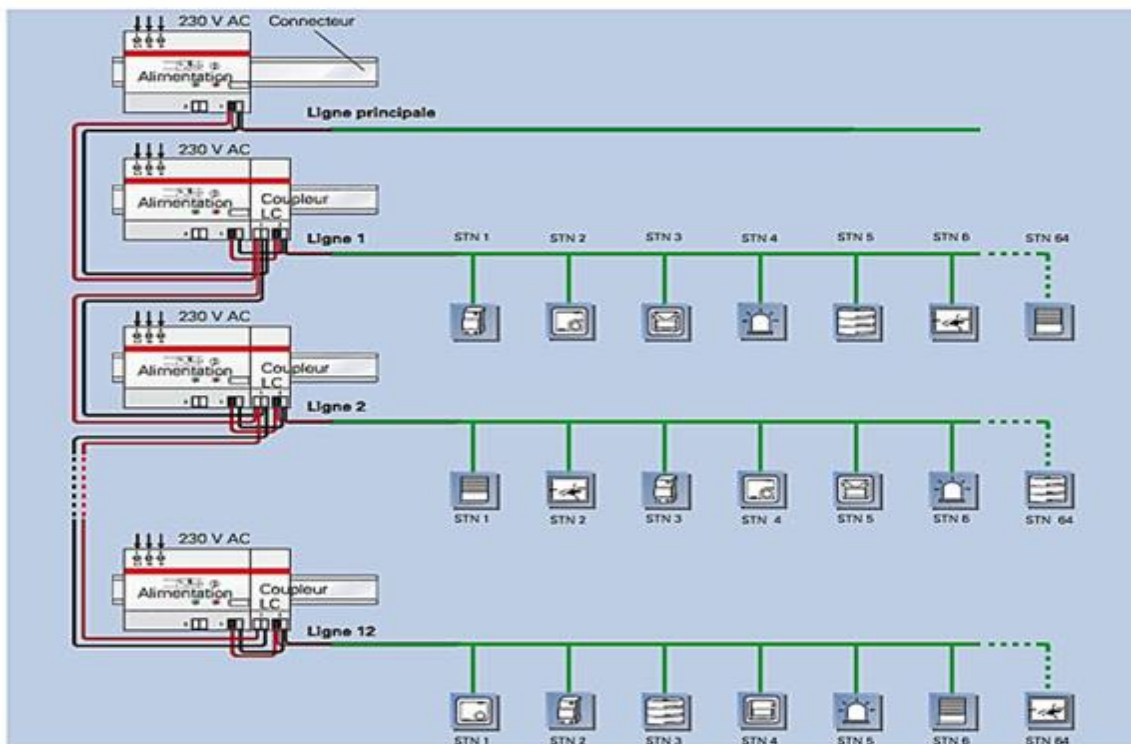 230 V AC Connecteur
Alimentation
Ligne principale
230 V AC
Alimentation Coupleur
LC
Ligne 1 STN 1 STN 2 STN 3 STN 4 STN 5 STN 6 STN 64
230 V AC
Alimentation Coupleur
LC
Ligne 2
STN 1 STN 2 STN 3 STN 4 STN 5 STN 6 STN 64
230 V AC
Alimentation Coupleur
LC
Ligne 12
STN 1 STN 2 STN 3 STN 4 STN 5 STN 6 STN 64